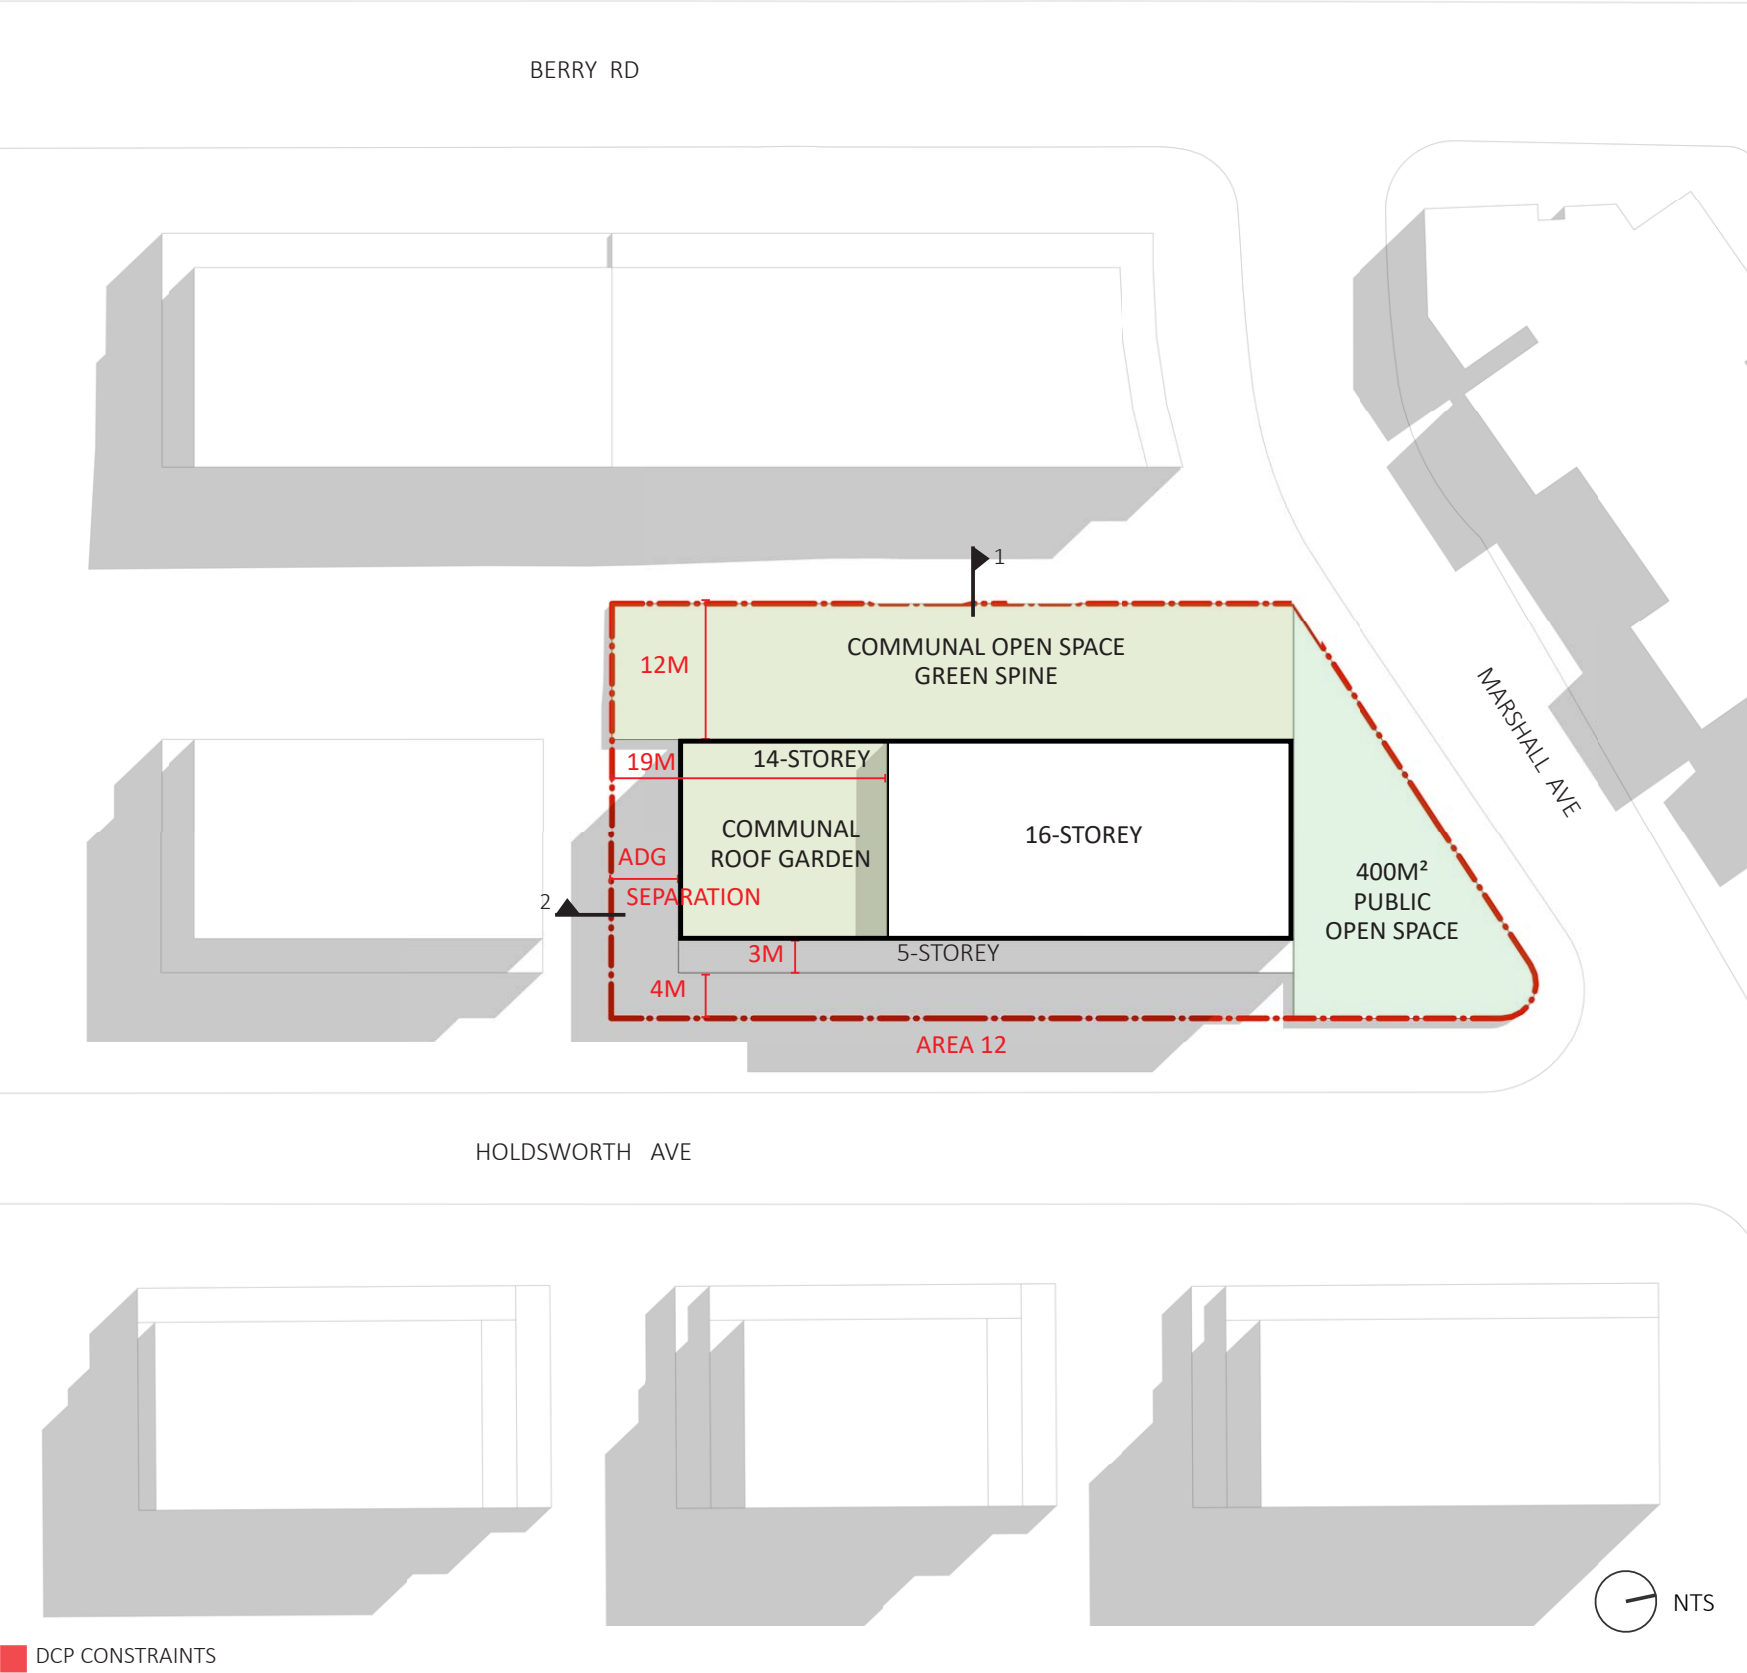 BERRY RD
1
COMMUNAL OPEN SPACE
GREEN SPINE
12M
MARSHALL AVE
19M
14-STOREY
COMMUNAL
ROOF GARDEN
16-STOREY
ADG
SEPARATION
2
400M²
PUBLIC
OPEN SPACE
3M
5-STOREY
4M
AREA 12
HOLDSWORTH AVE
NTS
DCP CONSTRAINTS